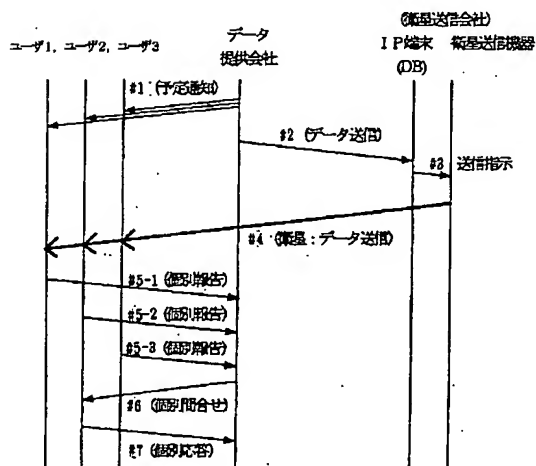 (衛星送信会社)
ユーザ1, ユーザ2, ユーザ3
データ
提供会社
IP端末
(DB)
衛星送信機器
#1 (予定通知)
#2 (データ送信)
#3 送信指示
#4 (衛星:データ送信)
#5-1 (個別報告)
#5-2 (個別報告)
#5-3 (個別報告)
#6 (個別問合せ)
#7 (個別応答)